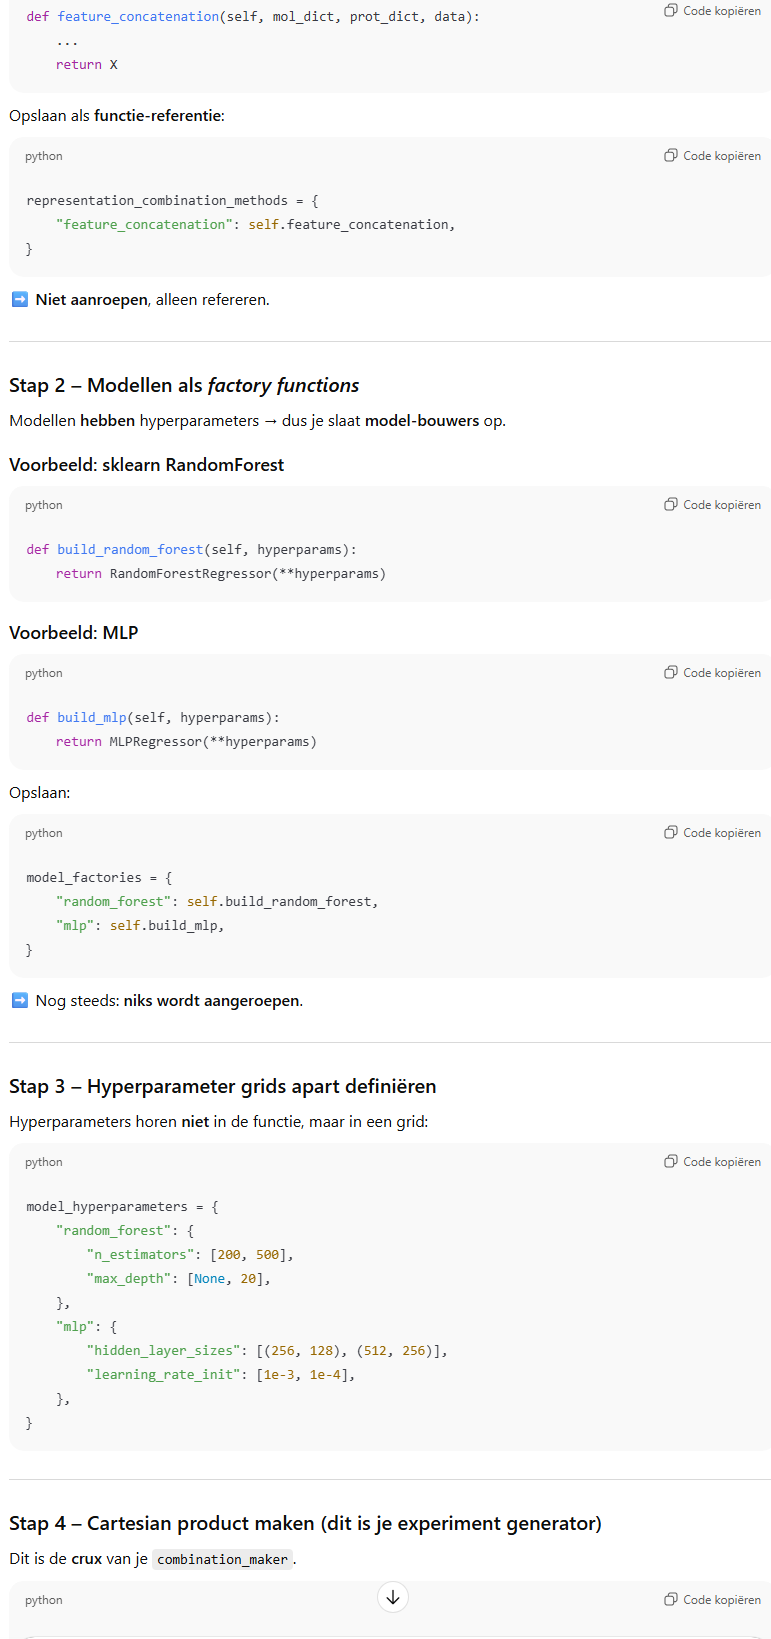 def feature_concatenation(self, mol_dict, prot_dict, data):
Code kopiëren
...
return X
Opslaan als functie-referentie:
python
Code kopiëren
representation_combination_methods = {
"feature_concatenation": self.feature_concatenation,
}
➡ Niet aanroepen, alleen refereren.
Stap 2 – Modellen als factory functions
Modellen hebben hyperparameters → dus je slaat model-bouwers op.
Voorbeeld: sklearn RandomForest
python
Code kopiëren
def build_random_forest(self, hyperparams):
return RandomForestRegressor(**hyperparams)
Voorbeeld: MLP
python
Code kopiëren
def build_mlp(self, hyperparams):
return MLPRegressor(**hyperparams)
Opslaan:
python
Code kopiëren
model_factories = {
"random_forest": self.build_random_forest,
"mlp": self.build_mlp,
}
➡ Nog steeds: niks wordt aangeroepen.
Stap 3 – Hyperparameter grids apart definiëren
Hyperparameters horen niet in de functie, maar in een grid:
python
Code kopiëren
model_hyperparameters = {
"random_forest": {
"n_estimators": [200, 500],
"max_depth": [None, 20],
},
"mlp": {
"hidden_layer_sizes": [(256, 128), (512, 256)],
"learning_rate_init": [1e-3, 1e-4],
},
}
Stap 4 – Cartesian product maken (dit is je experiment generator)
Dit is de crux van je combination_maker.
python
Code kopiëren